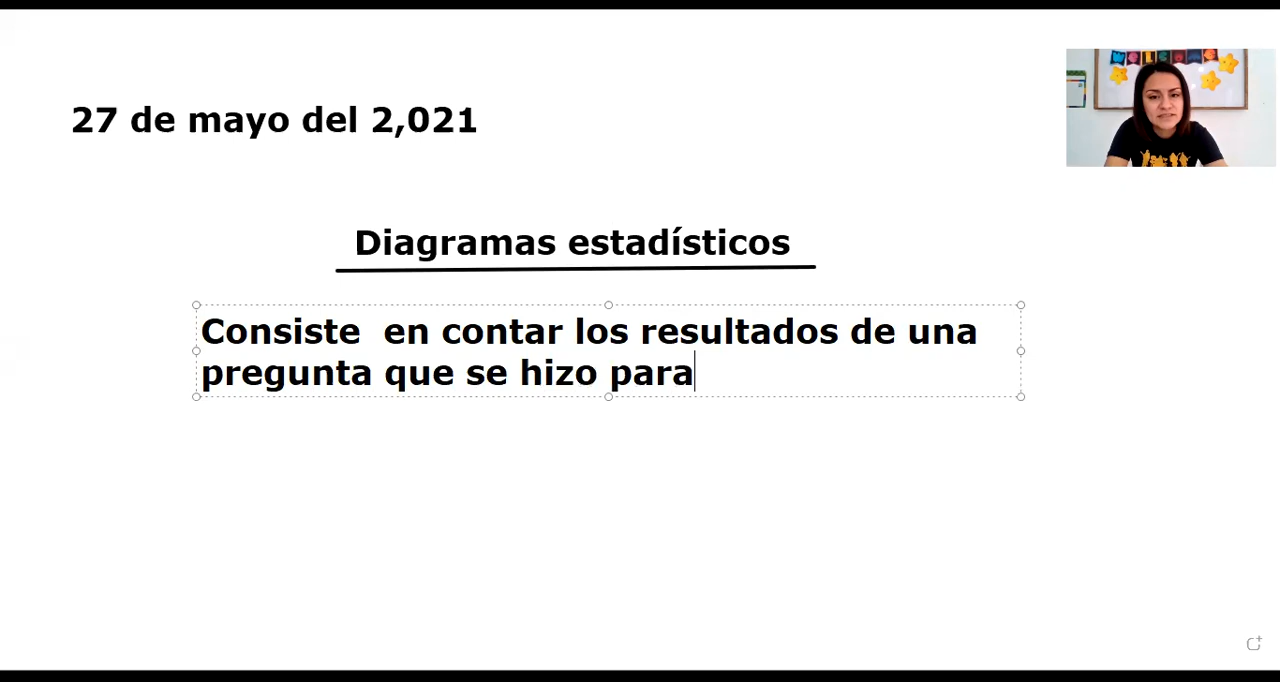 27 de mayo del 2,021
Diagramas estadísticos
Consiste  en contar los resultados de una
pregunta que se hizo para